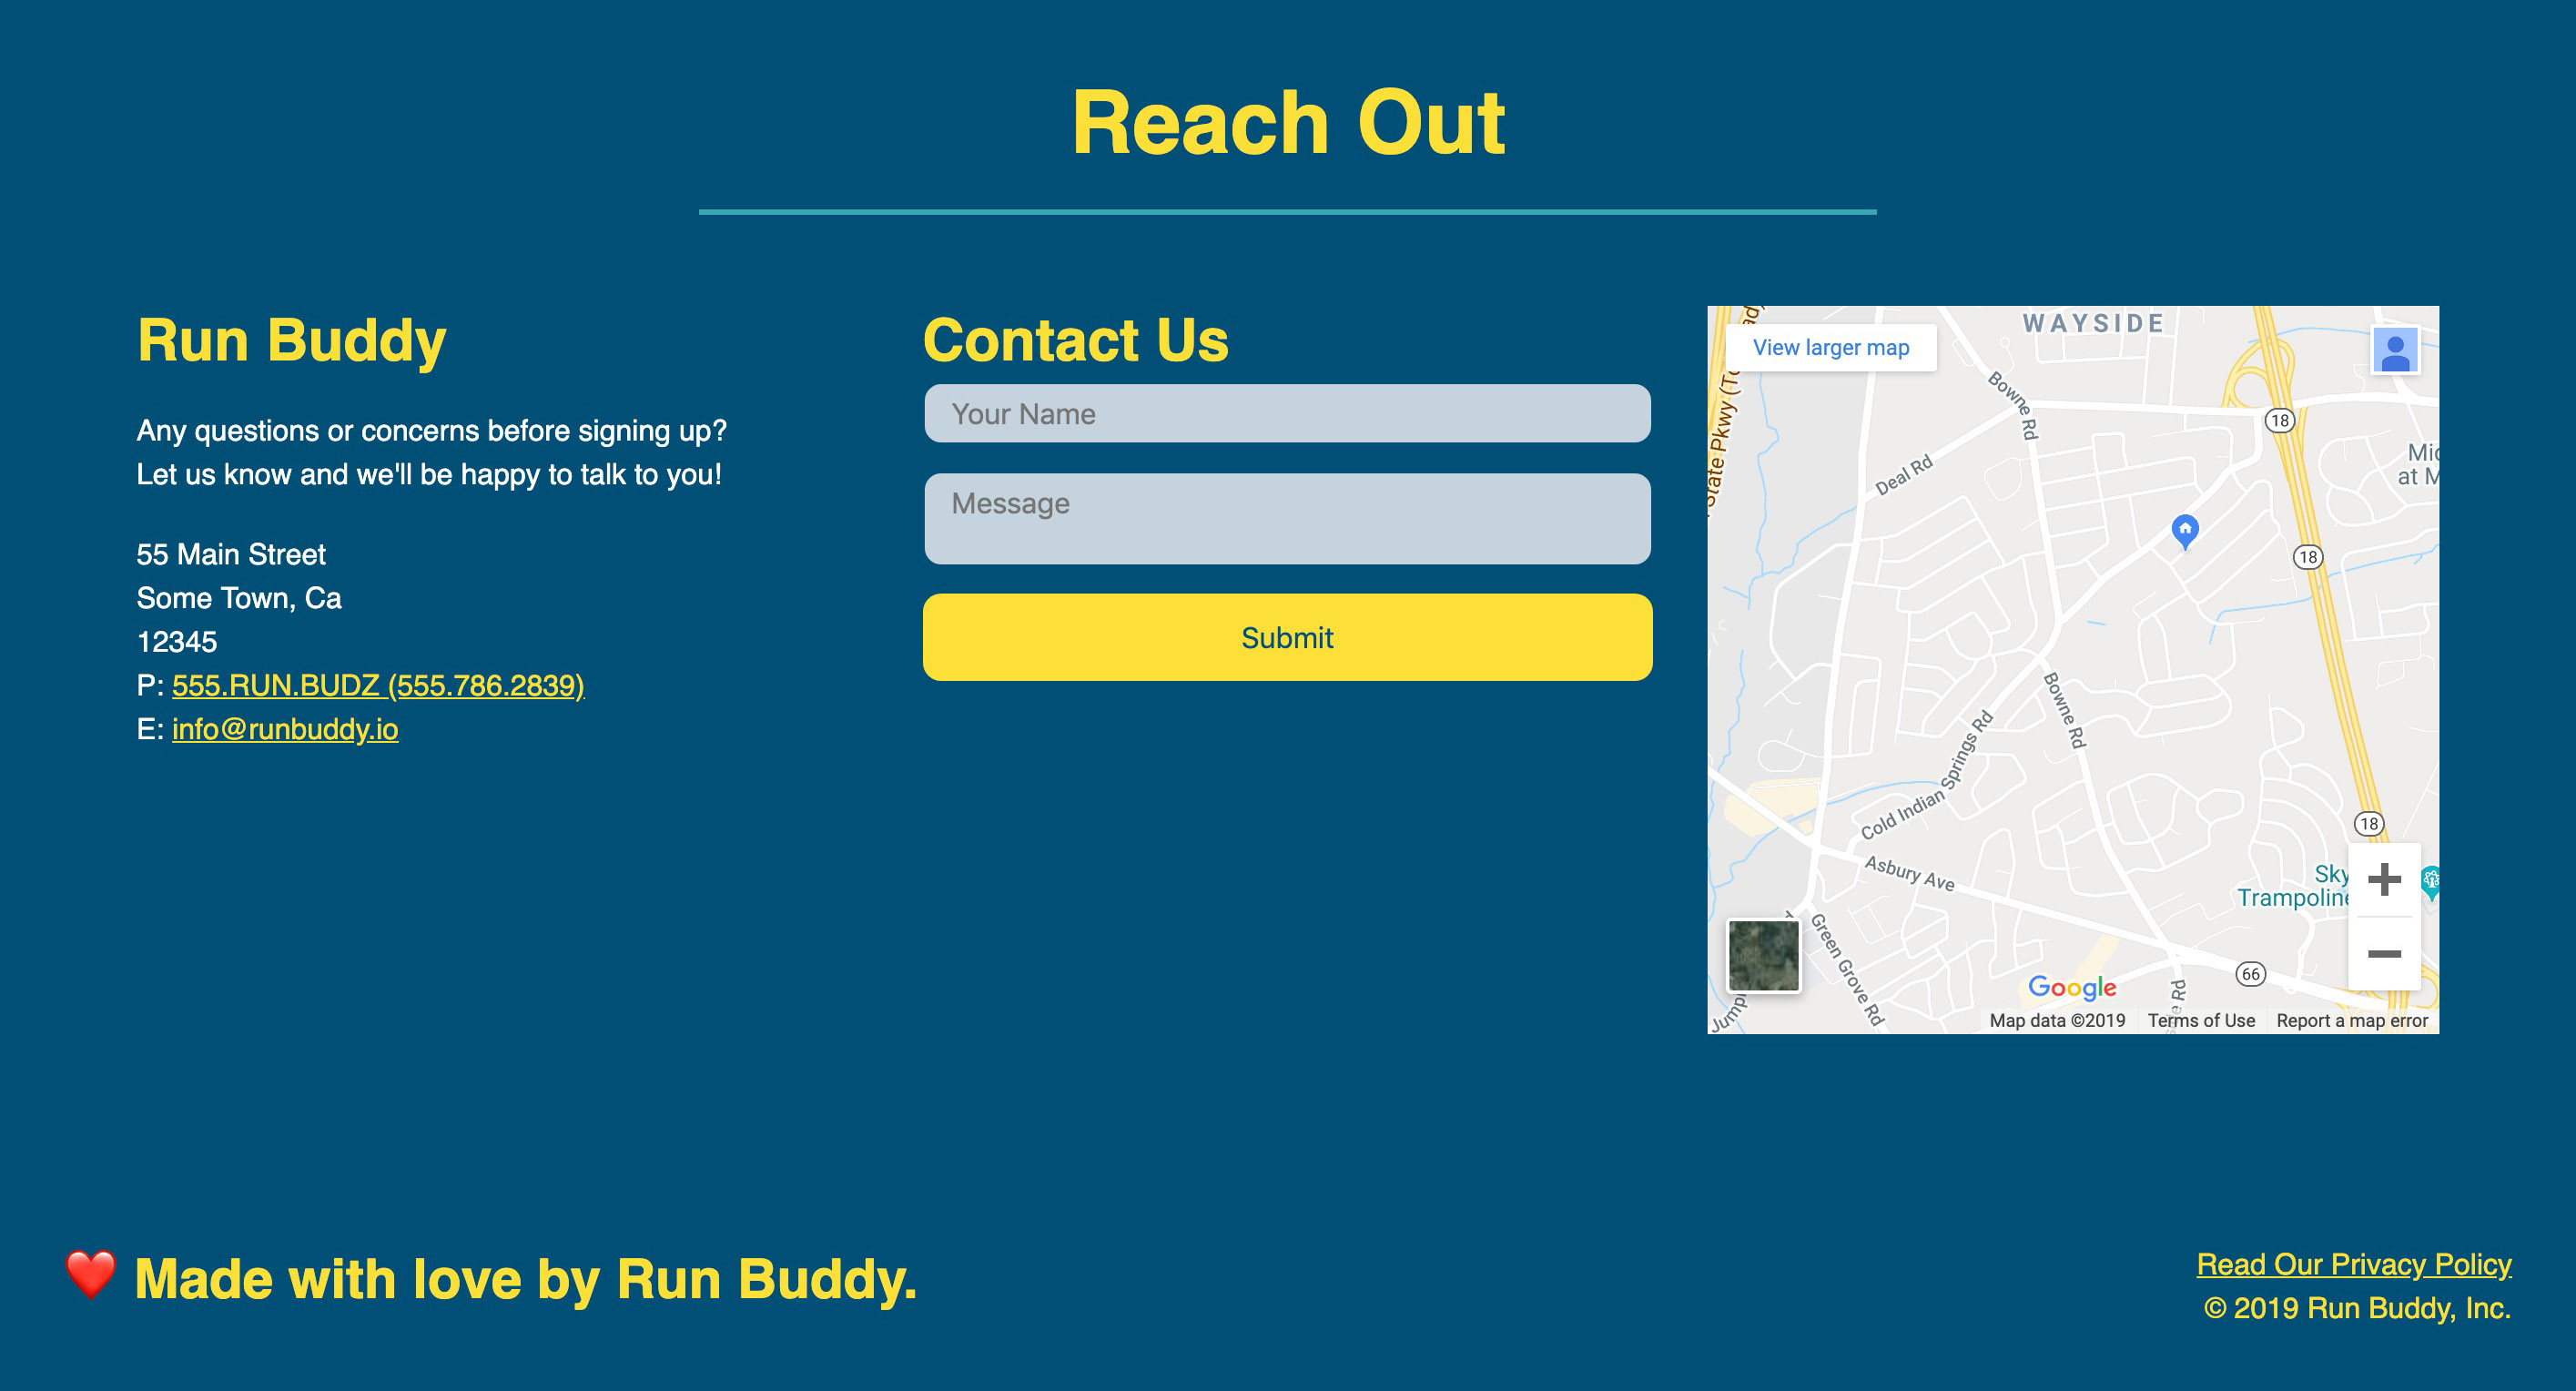 Reach Out
Run Buddy
Any questions or concerns before signing up?
Let us know and we'll be happy to talk to you!
55 Main Street
Some Town, Ca
12345
P: 555.RUN.BUDZ (555.786.2839)
E: info@runbuddy.io
Contact Us
Your Name
Message
Submit
View larger map
WAYSIDE
State Pkwy
Bowne Rd
18
Deal Rd
at
18
Bowne Rd
Cold Indian Springs Rd
18
Asbury Ave
Sky
Trampoline
Green Grove Rd
66
Rd
Google
Map data ©2019
Terms of Use
Report a map error
❤️ Made with love by Run Buddy.
Read Our Privacy Policy
© 2019 Run Buddy, Inc.